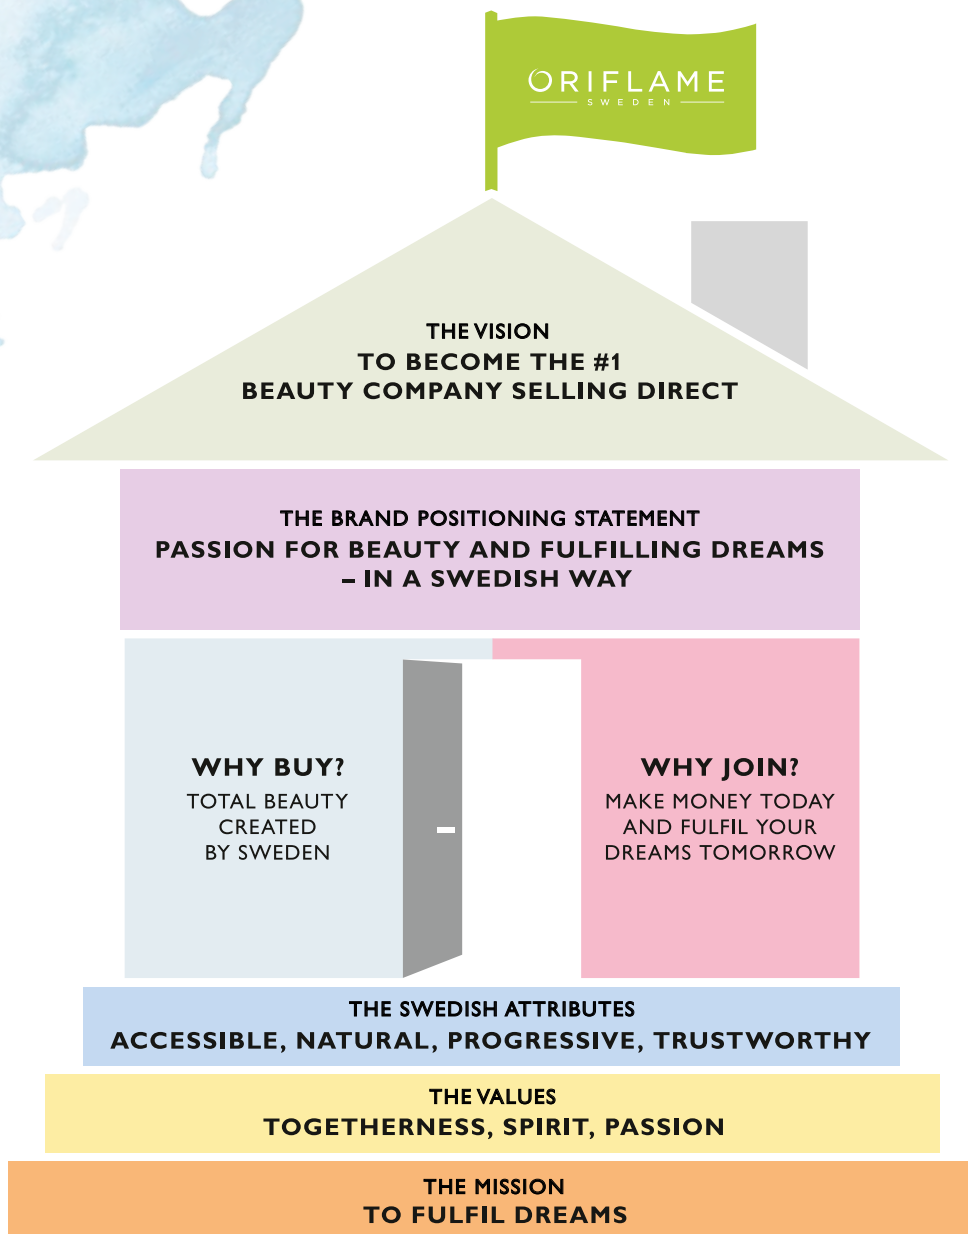 ORIFLAME
SWEDEN
THE VISION
TO BECOME THE #1
BEAUTY COMPANY SELLING DIRECT
THE BRAND POSITIONING STATEMENT
PASSION FOR BEAUTY AND FULFILLING DREAMS
– IN A SWEDISH WAY
WHY BUY?
TOTAL BEAUTY
CREATED
BY SWEDEN
WHY JOIN?
MAKE MONEY TODAY
AND FULFIL YOUR
DREAMS TOMORROW
THE SWEDISH ATTRIBUTES
ACCESSIBLE, NATURAL, PROGRESSIVE, TRUSTWORTHY
THE VALUES
TOGETHERNESS, SPIRIT, PASSION
THE MISSION
TO FULFIL DREAMS